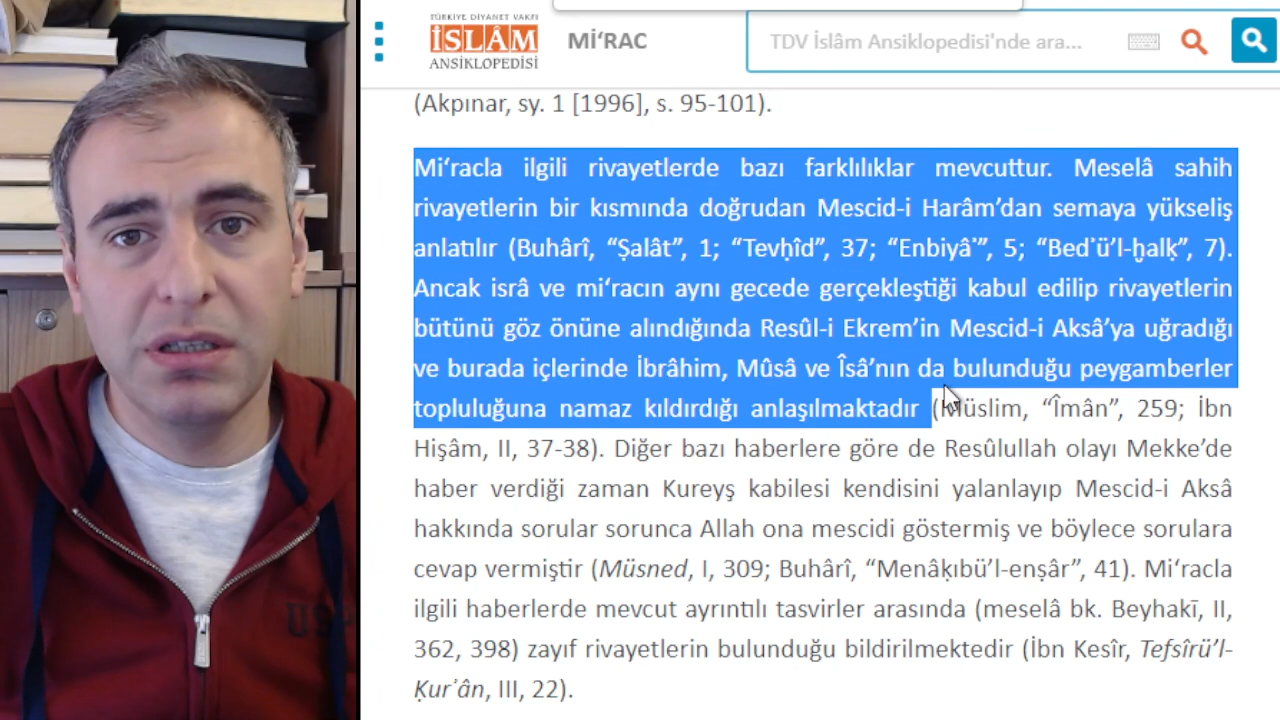 TÜRKİYE DİYANET VAKFI
İSLÂM
ANSİKLOPEDİSİ
Mİ‘RAC
TDV İslâm Ansiklopedisi'nde ara...
(Akpınar, sy. 1 [1996], s. 95-101).
Mi‘racla ilgili rivayetlerde bazı farklılıklar mevcuttur. Meselâ sahih
rivayetlerin bir kısmında doğrudan Mescid-i Harâm’dan semaya yükseliş
anlatılır (Buhârî, “Ṣalât”, 1; “Tevḥîd”, 37; “Enbiyâʾ”, 5; “Bedʾü’l-ḫalḳ”, 7).
Ancak isrâ ve mi‘racın aynı gecede gerçekleştiği kabul edilip rivayetlerin
bütünü göz önüne alındığında Resûl-i Ekrem’in Mescid-i Aksâ’ya uğradığı
ve burada içlerinde İbrâhim, Mûsâ ve Îsâ’nın da bulunduğu peygamberler
topluluğuna namaz kıldırdığı anlaşılmaktadır (Müslim, “Îmân”, 259; İbn
Hişâm, II, 37-38). Diğer bazı haberlere göre de Resûlullah olayı Mekke’de
haber verdiği zaman Kureyş kabilesi kendisini yalanlayıp Mescid-i Aksâ
hakkında sorular sorunca Allah ona mescidi göstermiş ve böylece sorulara
cevap vermiştir (Müsned, I, 309; Buhârî, “Menâḳıbü’l-enṣâr”, 41). Mi‘racla
ilgili haberlerde mevcut ayrıntılı tasvirler arasında (meselâ bk. Beyhakī, II,
362, 398) zayıf rivayetlerin bulunduğu bildirilmektedir (İbn Kesîr, Tefsîrü’l-
Ḳurʾân, III, 22).